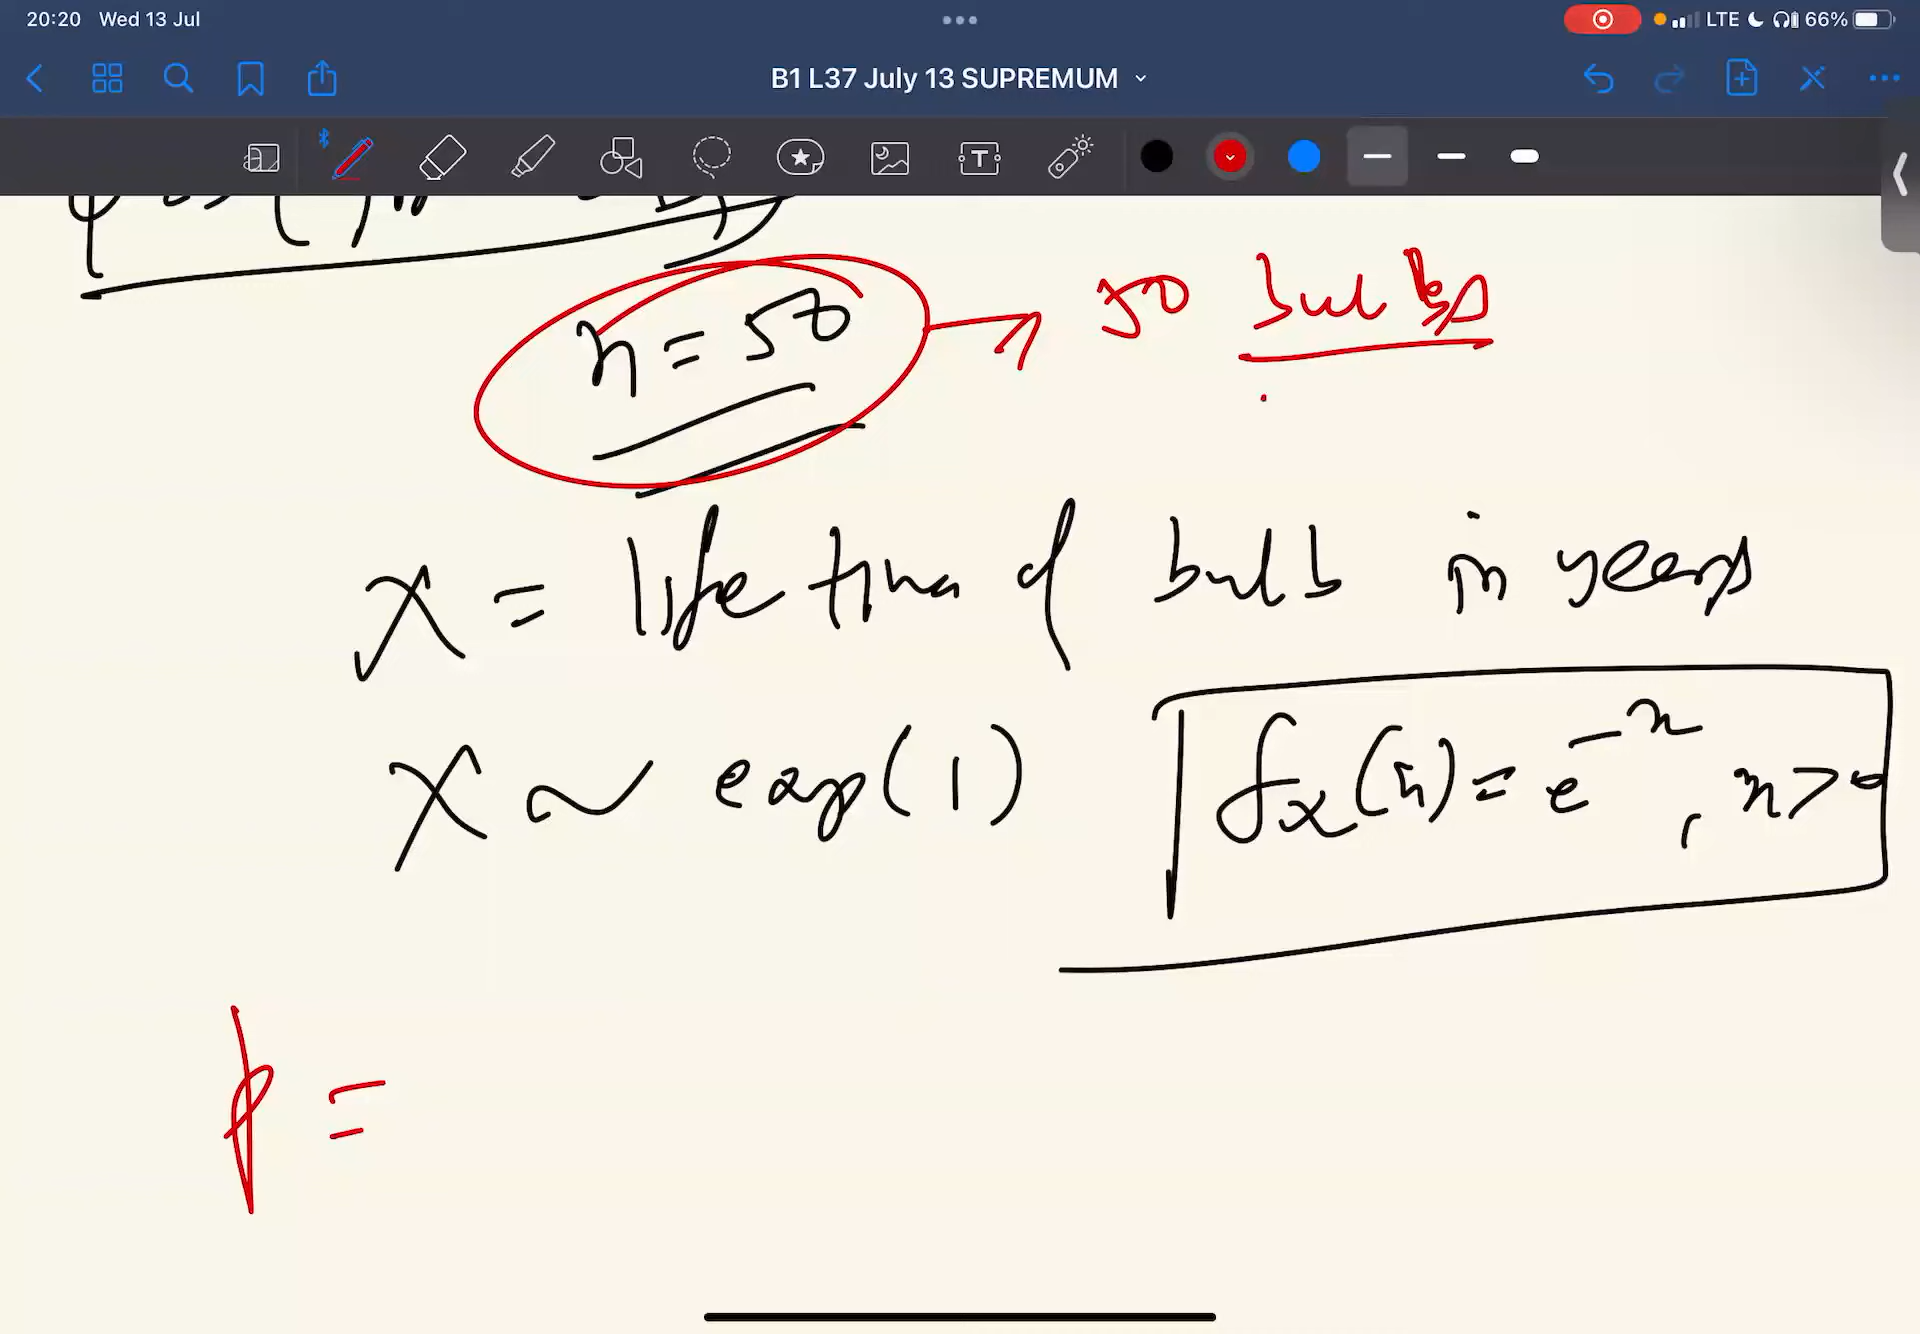 20:20 Wed 13 Jul
LTE 66%
B1 L37 July 13 SUPREMUM
n = 50 → 50 bulbs
X = life time of bulb in years
X ~ exp(1) fx(x) = e^-x, x > 0
p =